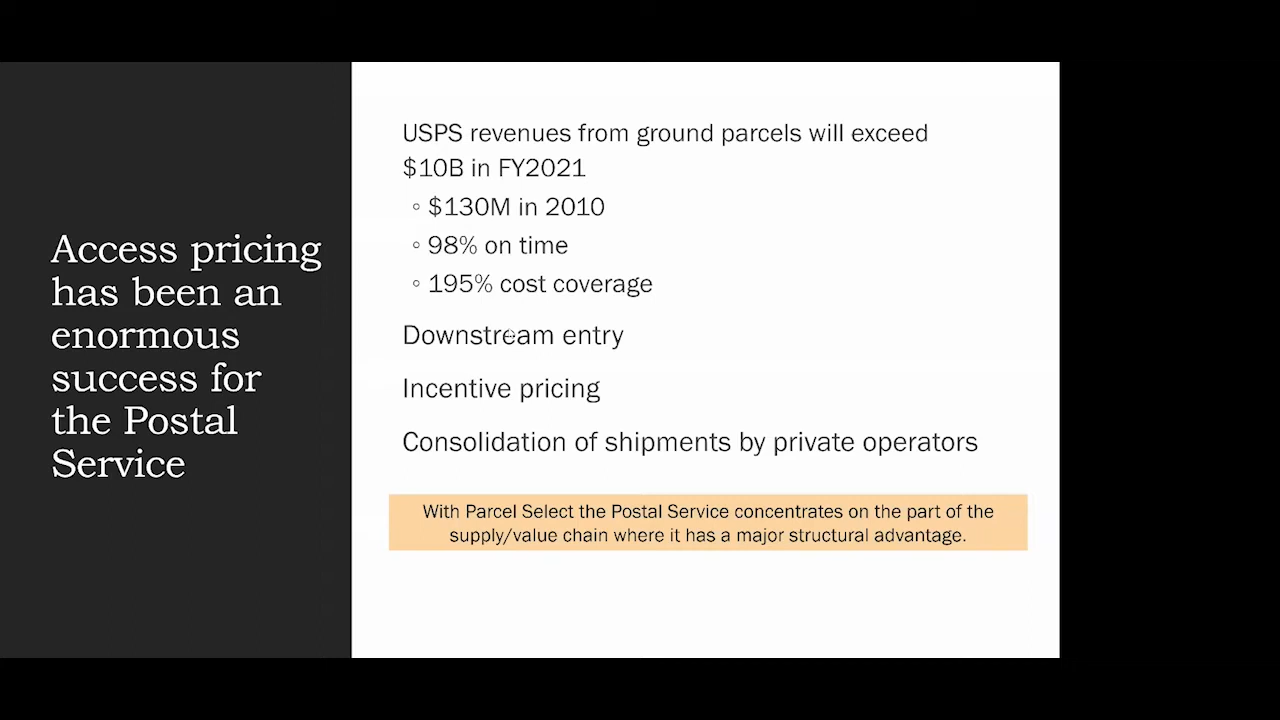 Access pricing
has been an
enormous
success for
the Postal
Service
USPS revenues from ground parcels will exceed
$10B in FY2021
◦ $130M in 2010
◦ 98% on time
◦ 195% cost coverage
Downstream entry
Incentive pricing
Consolidation of shipments by private operators
With Parcel Select the Postal Service concentrates on the part of the
supply/value chain where it has a major structural advantage.